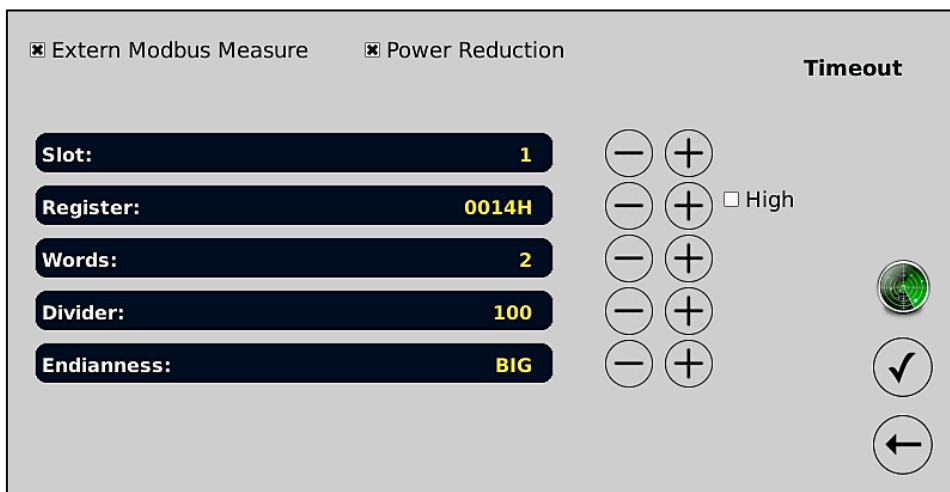 Extern Modbus Measure Power Reduction
Timeout
Slot: 1
Register: 0014H
High
Words: 2
Divider: 100
Endianness: BIG